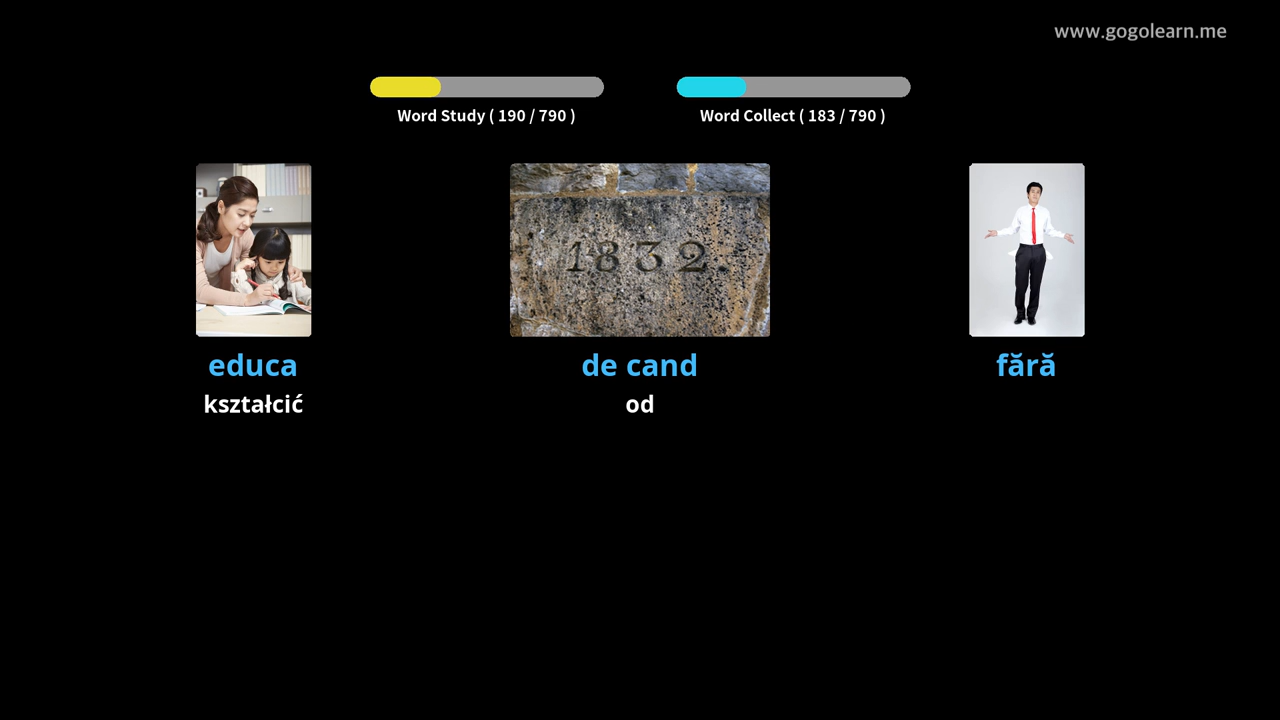 www.gogolearn.me
Word Study ( 190 / 790 )
Word Collect ( 183 / 790 )
1832.
educa
de cand
fără
kształcić
od